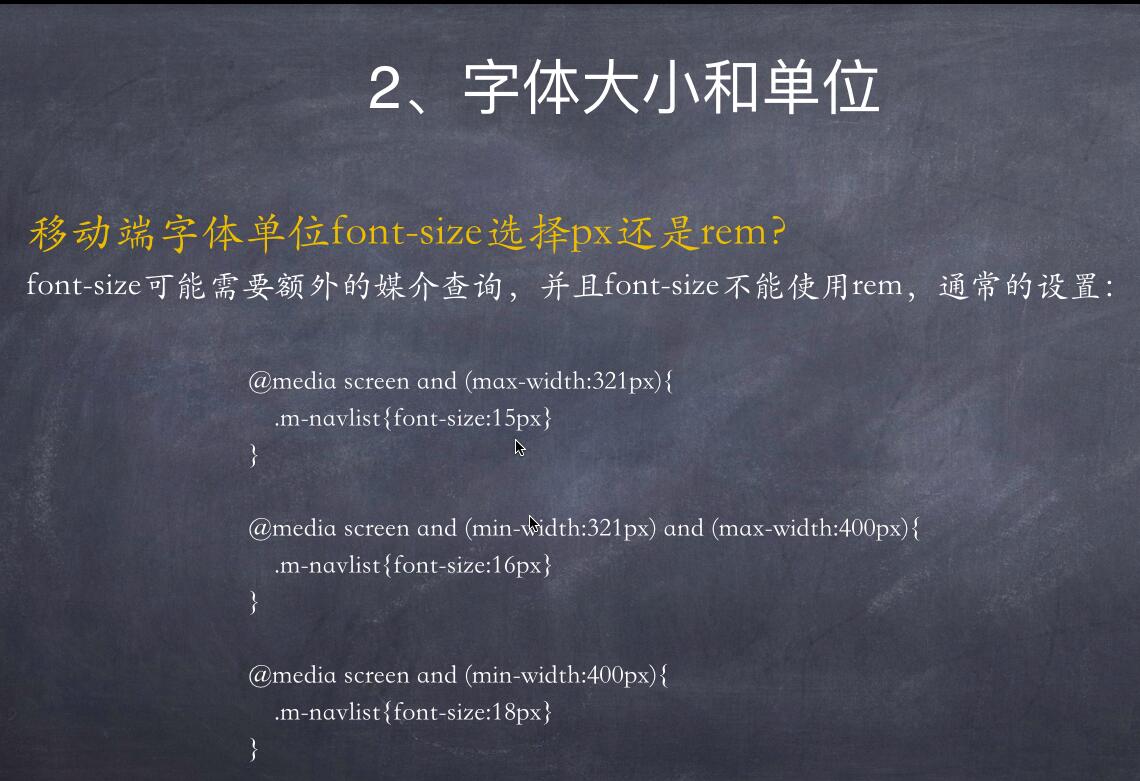 2、字体大小和单位
移动端字体单位font-size选择px还是rem?
font-size可能需要额外的媒介查询，并且font-size不能使用rem，通常的设置：
@media screen and (max-width:321px){
.m-navlist{font-size:15px}
}
@media screen and (min-width:321px) and (max-width:400px){
.m-navlist{font-size:16px}
}
@media screen and (min-width:400px){
.m-navlist{font-size:18px}
}